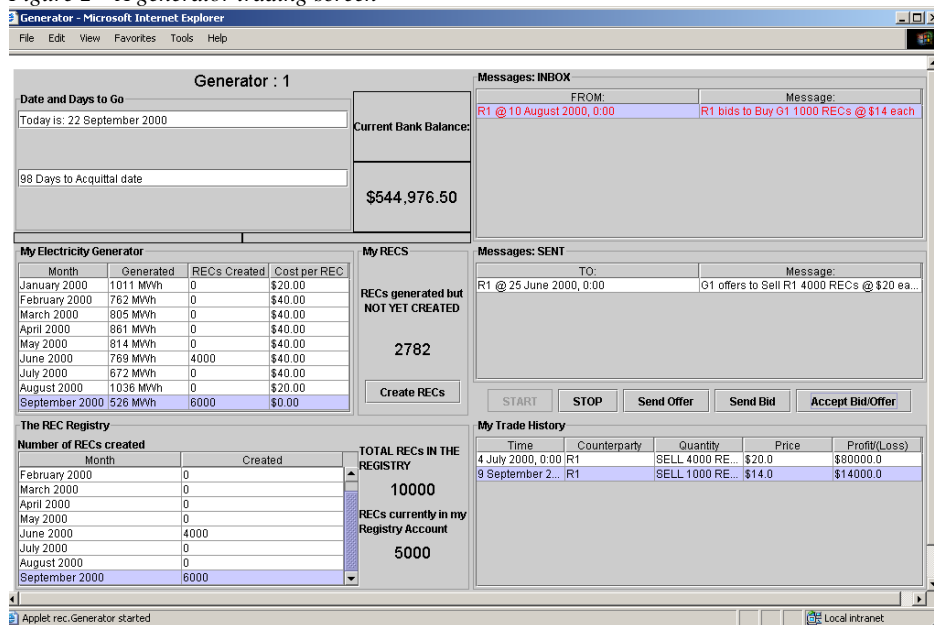 Figure 2 - A generator trading screen
Generator - Microsoft Internet Explorer
File Edit View Favorites Tools Help
Generator : 1
Date and Days to Go
Today is: 22 September 2000
98 Days to Acquittal date
Current Bank Balance:
$544,976.50
Messages: INBOX
FROM: Message:
R1 @ 10 August 2000, 0:00 R1 bids to Buy G1 1000 RECs @ $14 each
My Electricity Generator
Month Generated RECs Created Cost per REC
January 2000 1011 MWh 0 $20.00
February 2000 762 MWh 0 $40.00
March 2000 805 MWh 0 $40.00
April 2000 861 MWh 0 $40.00
May 2000 814 MWh 0 $40.00
June 2000 769 MWh 4000 $40.00
July 2000 672 MWh 0 $40.00
August 2000 1036 MWh 0 $20.00
September 2000 526 MWh 6000 $0.00
My RECS
RECs generated but
NOT YET CREATED
2782
Create RECs
Messages: SENT
TO: Message:
R1 @ 25 June 2000, 0:00 G1 offers to Sell R1 4000 RECs @ $20 ea...
START STOP Send Offer Send Bid Accept Bid/Offer
The REC Registry
Number of RECs created
Month Created
February 2000 0
March 2000 0
April 2000 0
May 2000 0
June 2000 4000
July 2000 0
August 2000 0
September 2000 6000
TOTAL RECs IN THE
REGISTRY
10000
RECs currently in my
Registry Account
5000
My Trade History
Time Counterparty Quantity Price Profit/(Loss)
4 July 2000, 0:00 R1 SELL 4000 RE... $20.0 $80000.0
9 September 2... R1 SELL 1000 RE... $14.0 $14000.0
Applet rec.Generator started
Local intranet